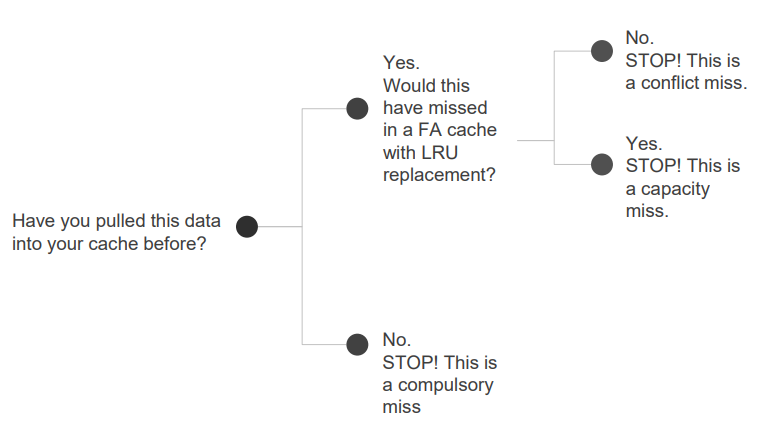 Have you pulled this data
into your cache before?
Yes.
Would this
have missed
in a FA cache
with LRU
replacement?
No.
STOP! This is
a conflict miss.
Yes.
STOP! This is
a capacity
miss.
No.
STOP! This is
a compulsory
miss